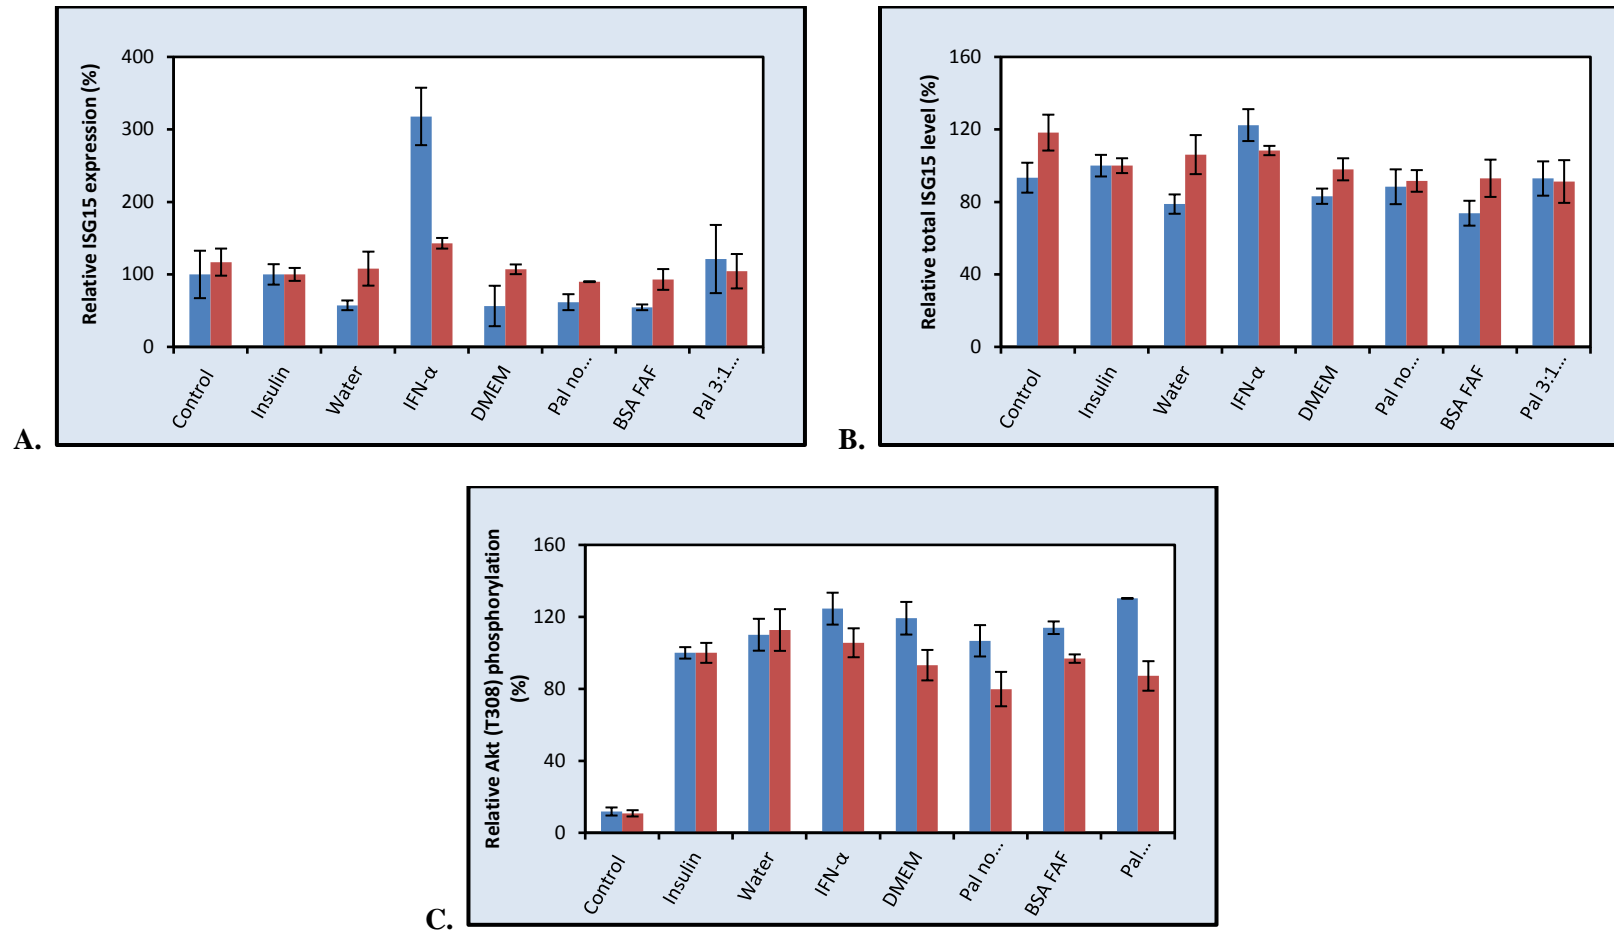 Relative ISG15 expression (%)
400
300
200
100
0
Control
Insulin
Water
IFN-α
DMEM
Pal no...
BSA FAF
Pal 3:1...
A.
Relative total ISG15 level (%)
160
120
80
40
0
Control
Insulin
Water
IFN-α
DMEM
Pal no...
BSA FAF
Pal 3:1...
B.
Relative Akt (T308) phosphorylation
(%)
160
120
80
40
0
Control
Insulin
Water
IFN-α
DMEM
Pal no...
BSA FAF
Pal...
C.